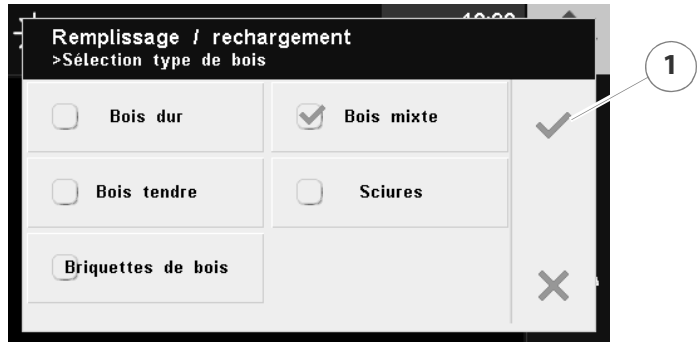 Remplissage / rechargement
>Sélection type de bois
1
Bois dur
Bois mixte
Bois tendre
Sciures
Briquettes de bois